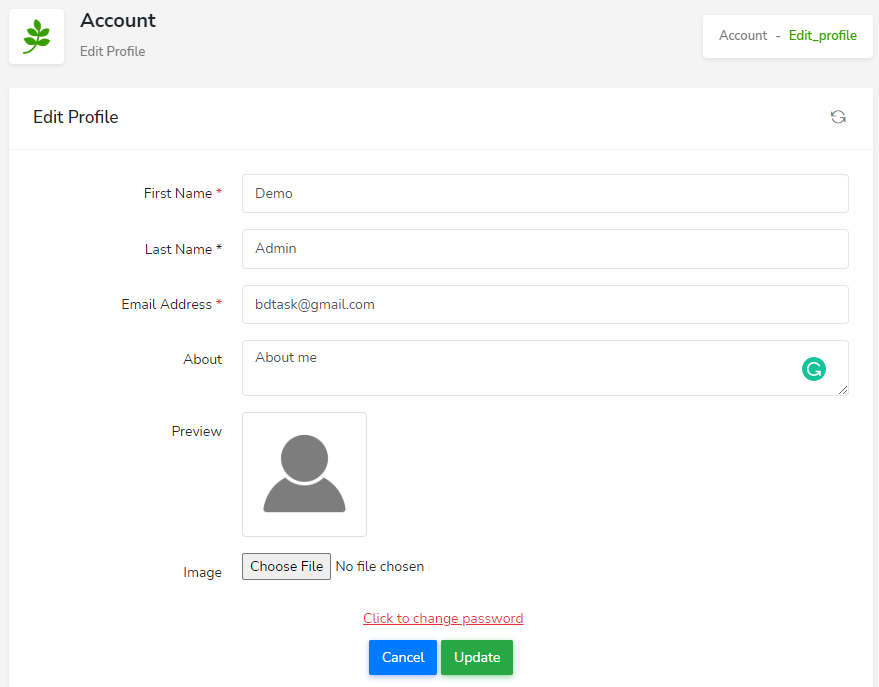 Account
Edit Profile
Account - Edit_profile
Edit Profile
First Name *
Demo
Last Name *
Admin
Email Address *
bdtask@gmail.com
About
About me
Preview
Image
Choose File No file chosen
Click to change password
Cancel
Update